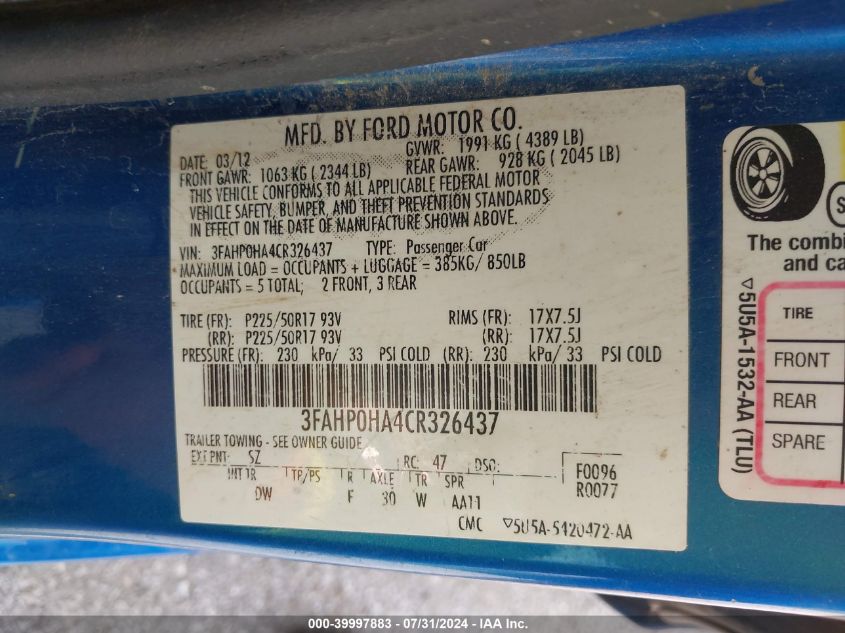 MFD. BY FORD MOTOR CO.
DATE: 03/12 GVWR: 1991 KG ( 4389 LB)
FRONT GAWR: 1063 KG ( 2344 LB) REAR GAWR: 928 KG ( 2045 LB)
THIS VEHICLE CONFORMS TO ALL APPLICABLE FEDERAL MOTOR
VEHICLE SAFETY, BUMPER, AND THEFT PREVENTION STANDARDS
IN EFFECT ON THE DATE OF MANUFACTURE SHOWN ABOVE.
VIN: 3FAHP0HA4CR326437 TYPE: Passenger Car
MAXIMUM LOAD = OCCUPANTS + LUGGAGE = 385KG/ 850LB
OCCUPANTS = 5 TOTAL; 2 FRONT, 3 REAR
TIRE (FR): P225/50R17 93V RIMS (FR): 17X7.5J
(RR): P225/50R17 93V (RR): 17X7.5J
PRESSURE (FR): 230 kPa/ 33 PSI COLD (RR): 230 kPa/ 33 PSI COLD
3FAHP0HA4CR326437
TRAILER TOWING - SEE OWNER GUIDE
EXT PNT: SZ RC: 47 DSO: F0096
INT TR TP/PS R AXLE TR SPR R0077
DW F 30 W AA11
CMC ▽5U5A-5420472-AA
The combi
and ca
▽5U5A-1532-AA (TLU)
TIRE
FRONT
REAR
SPARE
000-39997883 / 07/31/2024 / IAA Inc.